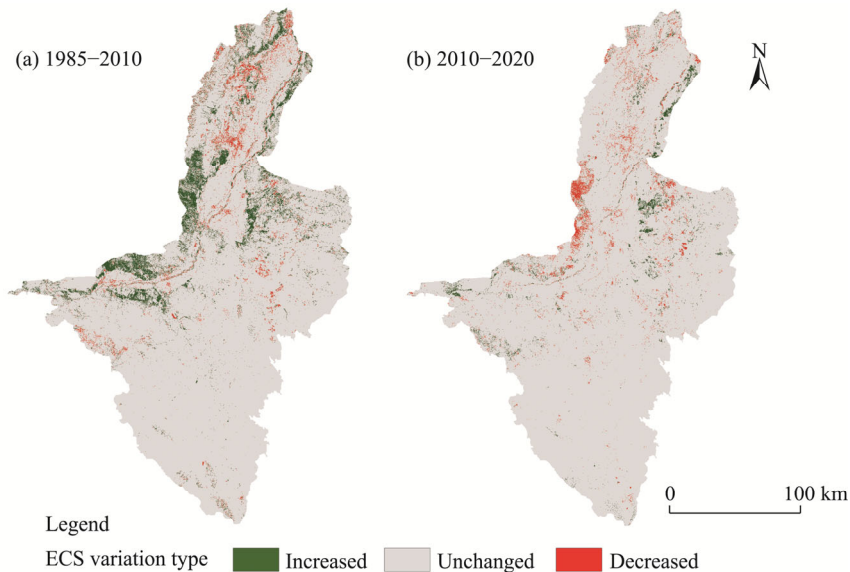 (a) 1985−2010
(b) 2010−2020
N
0 100 km
Legend
ECS variation type Increased Unchanged Decreased